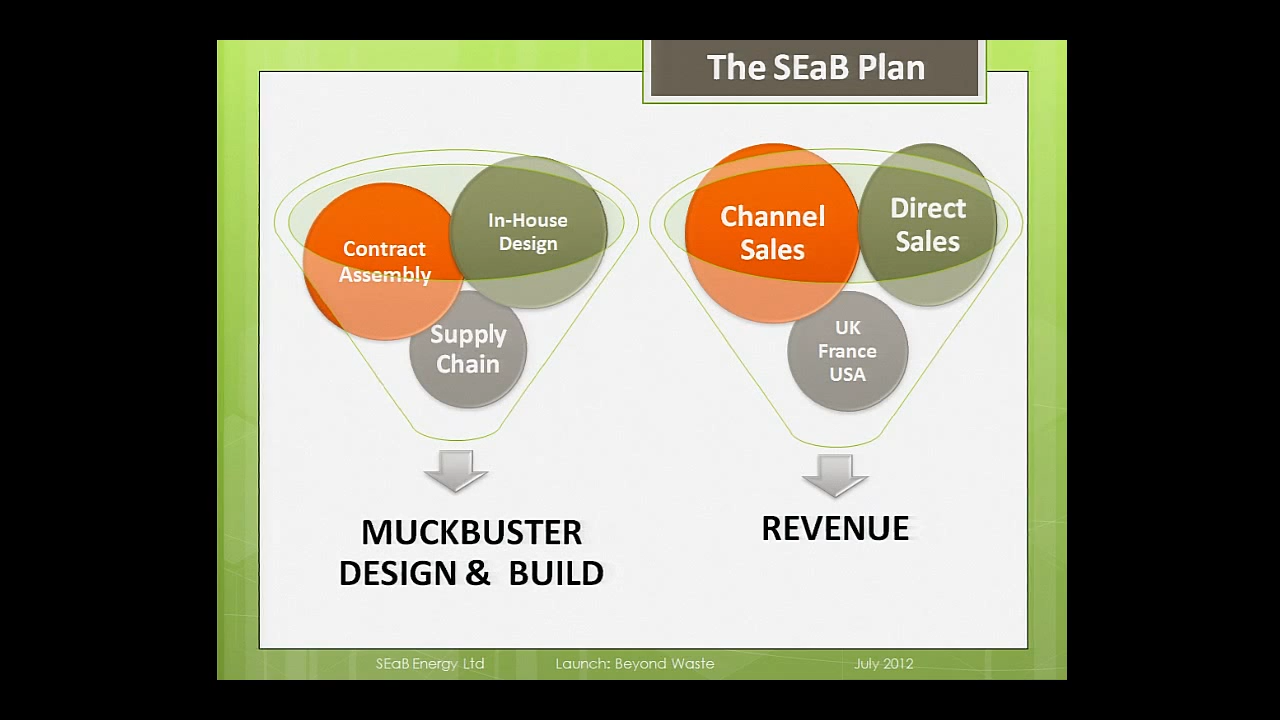 The SEaB Plan
Contract
Assembly
In-House
Design
Supply
Chain
MUCKBUSTER
DESIGN & BUILD
Channel
Sales
Direct
Sales
UK
France
USA
REVENUE
SEaB Energy Ltd
Launch: Beyond Waste
July 2012